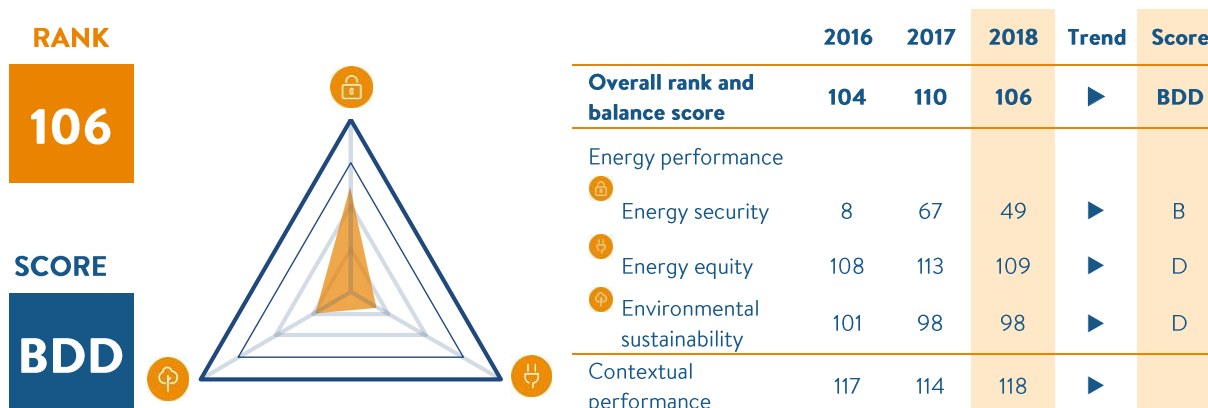 RANK
106
SCORE
BDD
2016 2017 2018 Trend Score
Overall rank and
balance score 104 110 106 BDD
Energy performance
Energy security 8 67 49 B
Energy equity 108 113 109 D
Environmental
sustainability 101 98 98 D
Contextual
performance 117 114 118